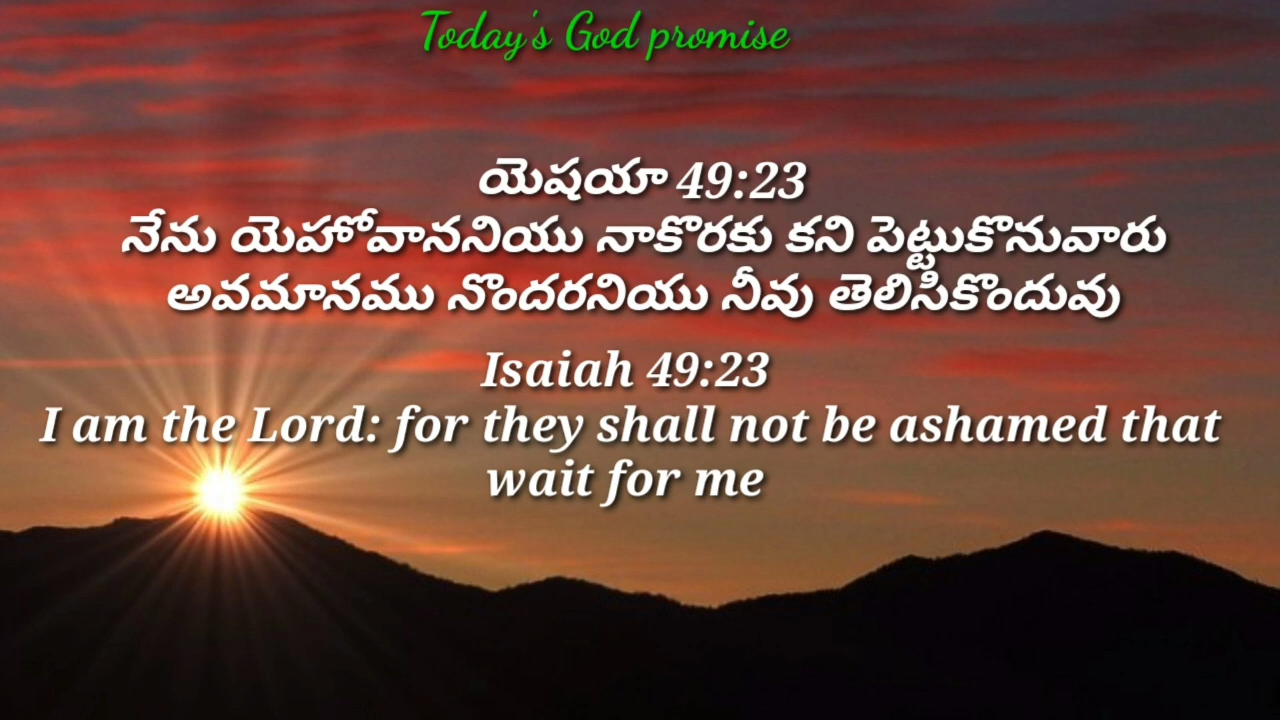 Today's God promise
యెషయా 49:23
నేను యెహోవాననియు నాకొరకు కని పెట్టుకొనువారు
అవమానము నొందరనియు నీవు తెలిసికొందువు
Isaiah 49:23
I am the Lord: for they shall not be ashamed that
wait for me